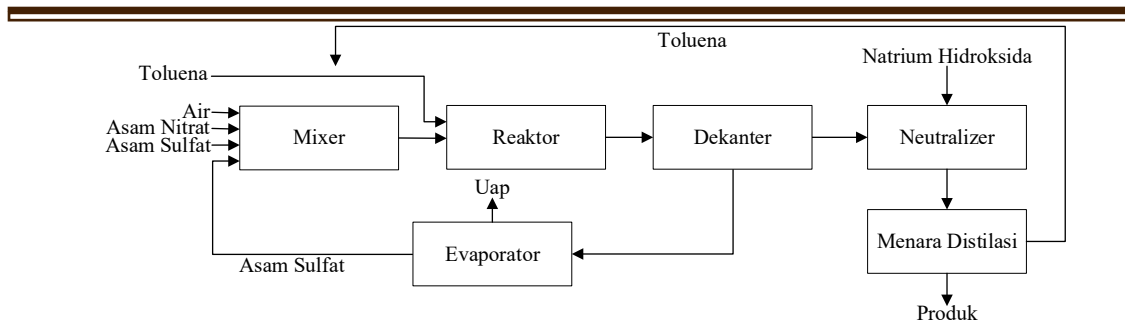 Toluena
Toluena
Natrium Hidroksida
Air
Asam Nitrat
Asam Sulfat
Mixer
Reaktor
Dekanter
Neutralizer
Uap
Evaporator
Menara Distilasi
Asam Sulfat
Produk